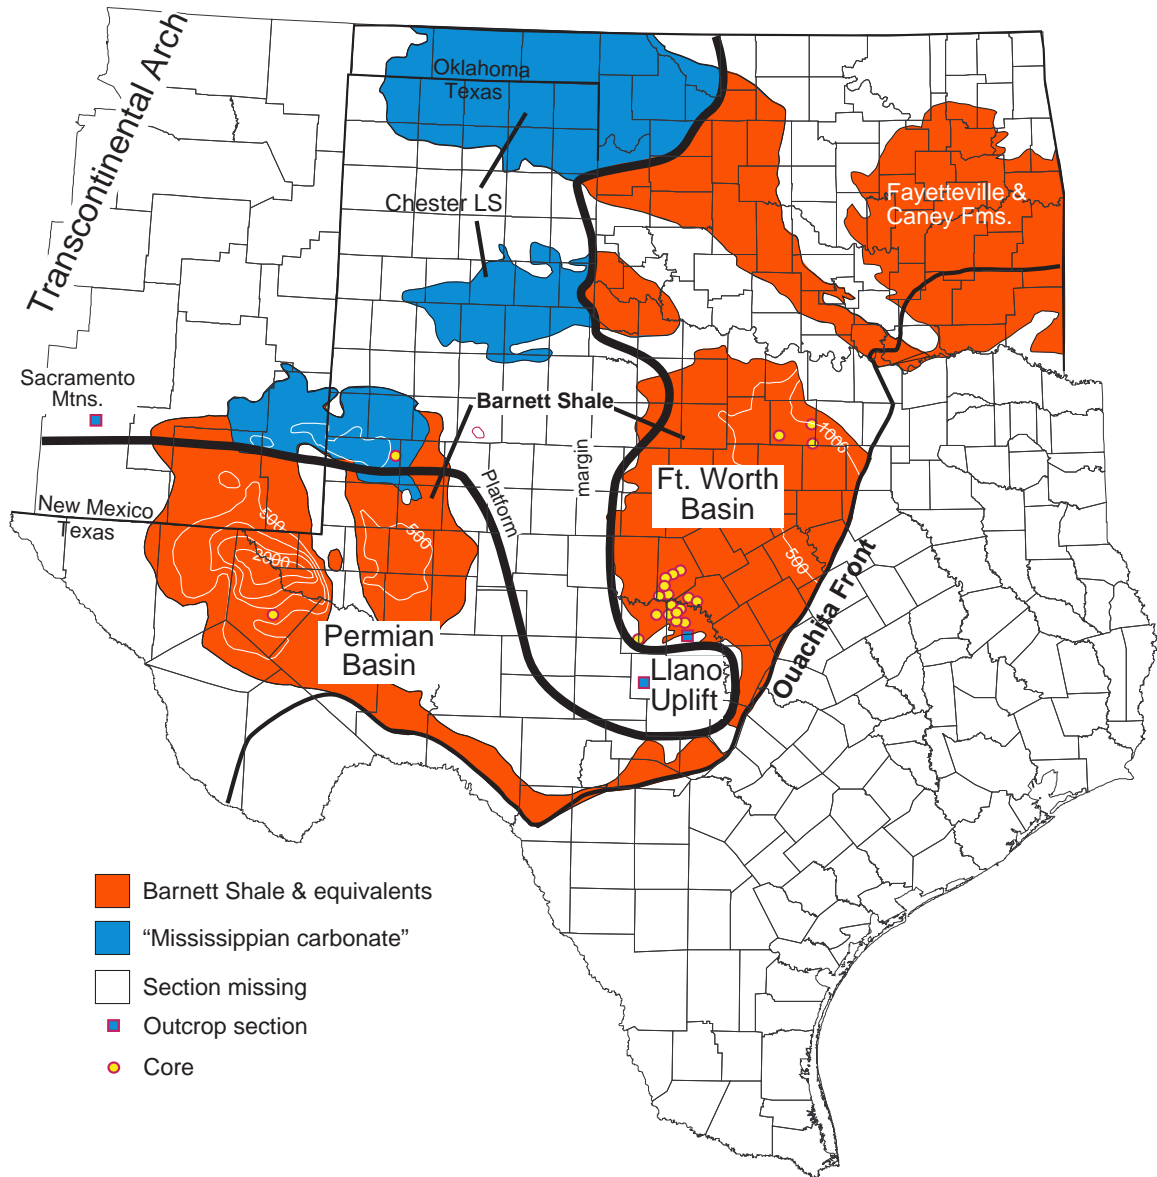 Transcontinental Arch
Oklahoma
Texas
Chester LS
Fayetteville &
Caney Fms.
Sacramento
Mtns.
Barnett Shale
1000
margin
Platform
Ft. Worth
Basin
New Mexico
Texas
500
500
2000
500
Ouachita Front
Permian
Basin
Llano
Uplift
Barnett Shale & equivalents
“Mississippian carbonate”
Section missing
Outcrop section
Core